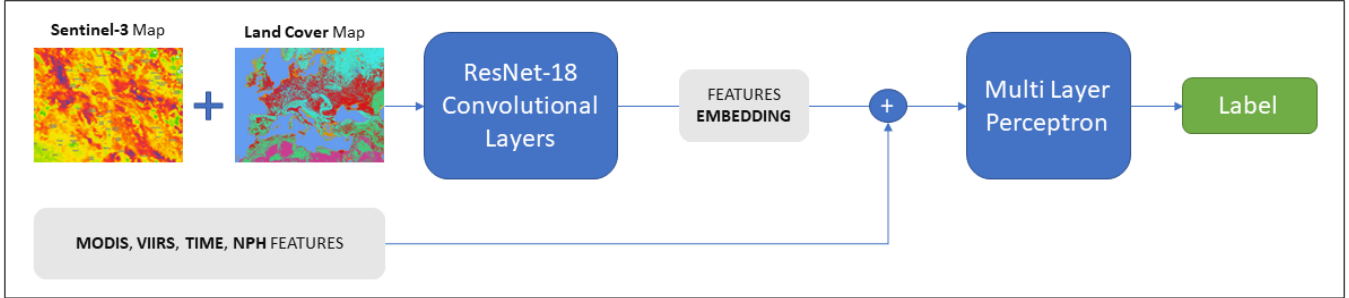 Sentinel-3 Map
Land Cover Map
ResNet-18
Convolutional
Layers
FEATURES
EMBEDDING
+
Multi Layer
Perceptron
Label
MODIS, VIIRS, TIME, NPH FEATURES